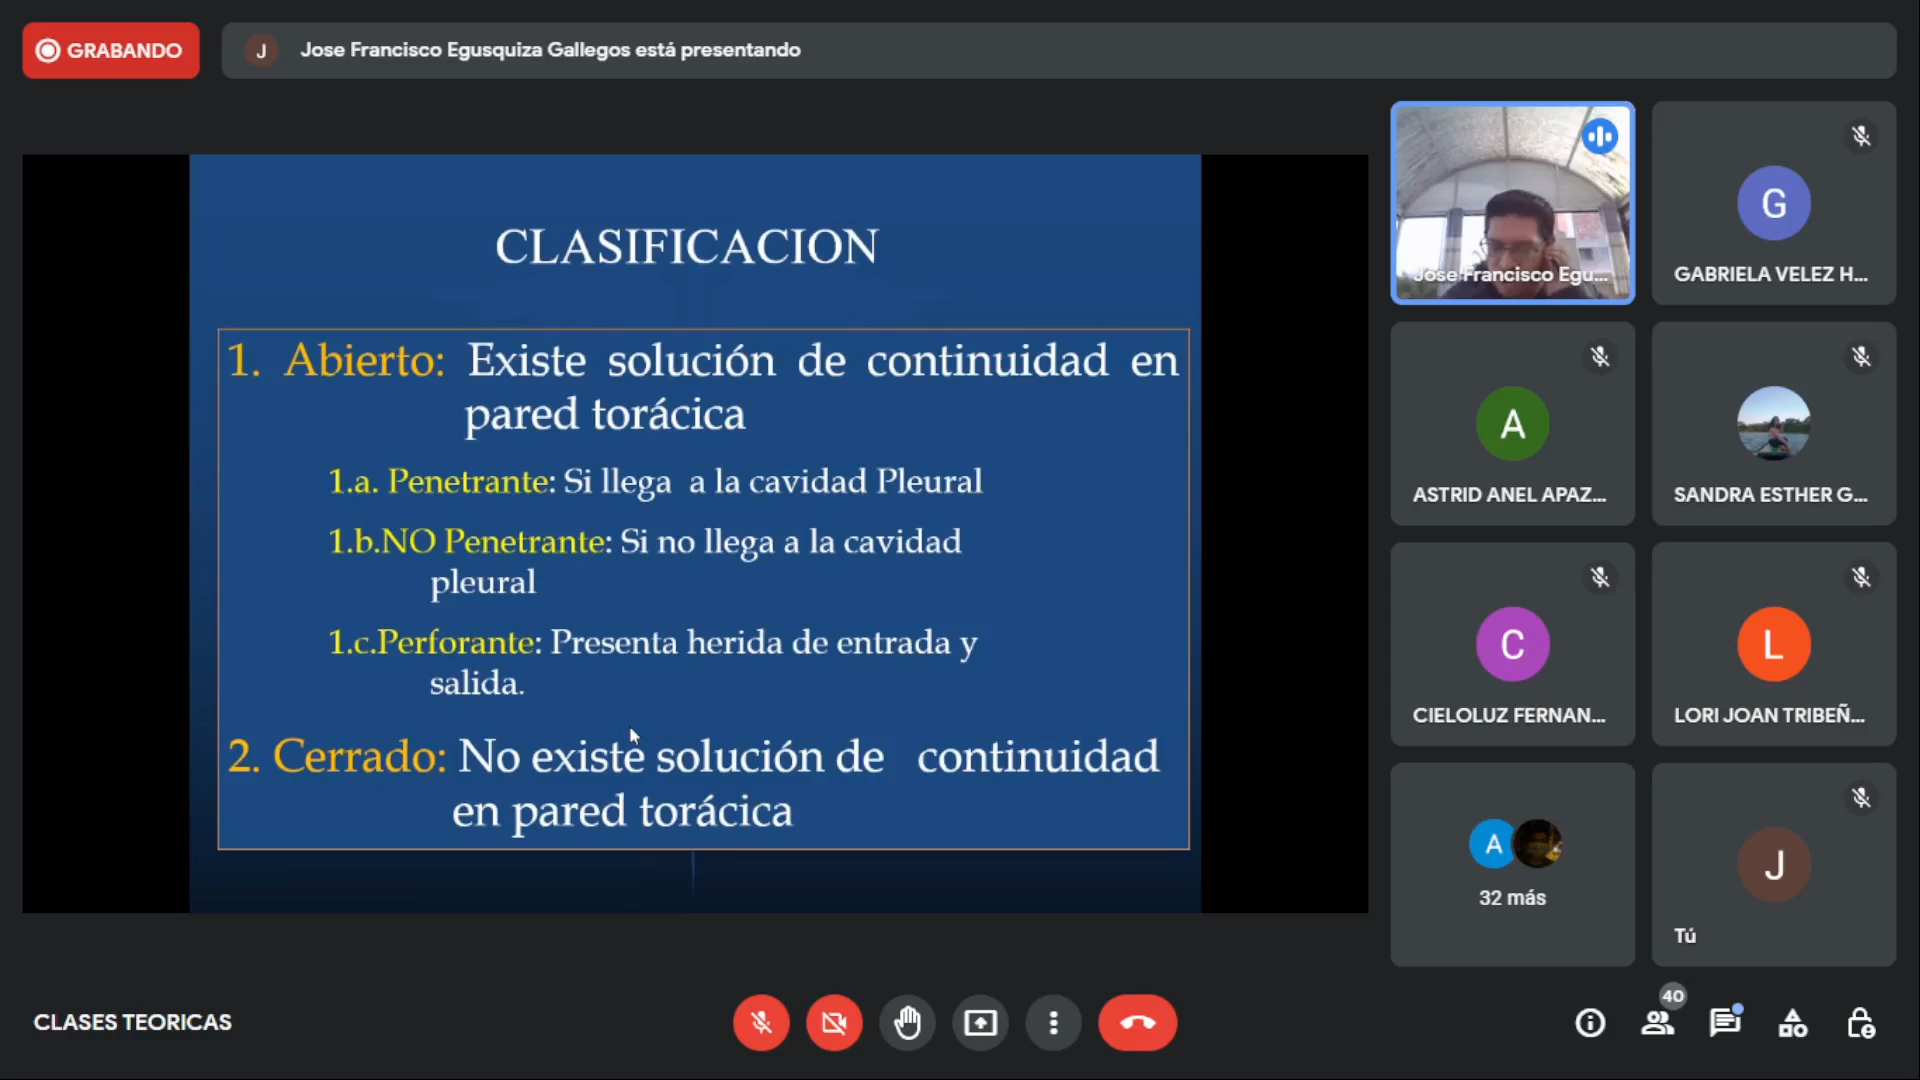 GRABANDO
J
Jose Francisco Egusquiza Gallegos está presentando
CLASIFICACION
1. Abierto: Existe solución de continuidad en
pared torácica
1.a. Penetrante: Si llega a la cavidad Pleural
1.b.NO Penetrante: Si no llega a la cavidad
pleural
1.c.Perforante: Presenta herida de entrada y
salida.
2. Cerrado: No existe solución de continuidad
en pared torácica
Jose Francisco Egu...
G
GABRIELA VELEZ H...
A
ASTRID ANEL APAZ...
SANDRA ESTHER G...
C
CIELOLUZ FERNAN...
L
LORI JOAN TRIBEÑ...
A
32 más
J
Tú
CLASES TEORICAS
40